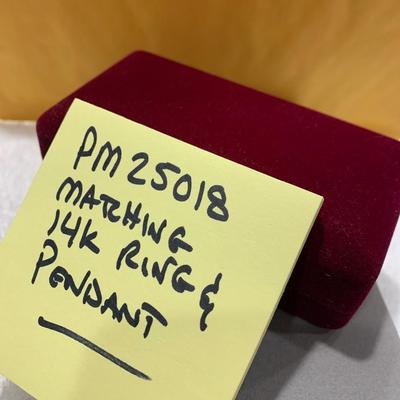 PM25018
MATCHING
14K RING &
PENDANT